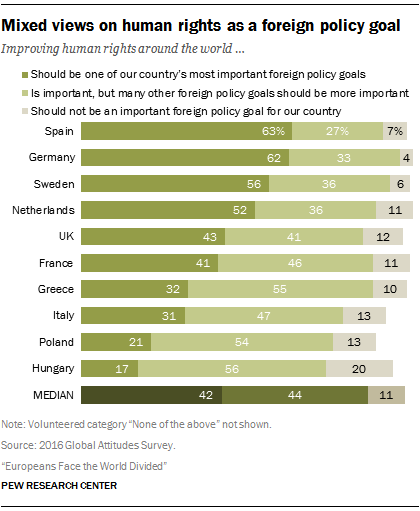 Mixed views on human rights as a foreign policy goal
Improving human rights around the world ...
Should be one of our country's most important foreign policy goals
Is important, but many other foreign policy goals should be more important
Should not be an important foreign policy goal for our country
Spain 63% 27% 7%
Germany 62 33 4
Sweden 56 36 6
Netherlands 52 36 11
UK 43 41 12
France 41 46 11
Greece 32 55 10
Italy 31 47 13
Poland 21 54 13
Hungary 17 56 20
MEDIAN 42 44 11
Note: Volunteered category "None of the above" not shown.
Source: 2016 Global Attitudes Survey.
"Europeans Face the World Divided"
PEW RESEARCH CENTER